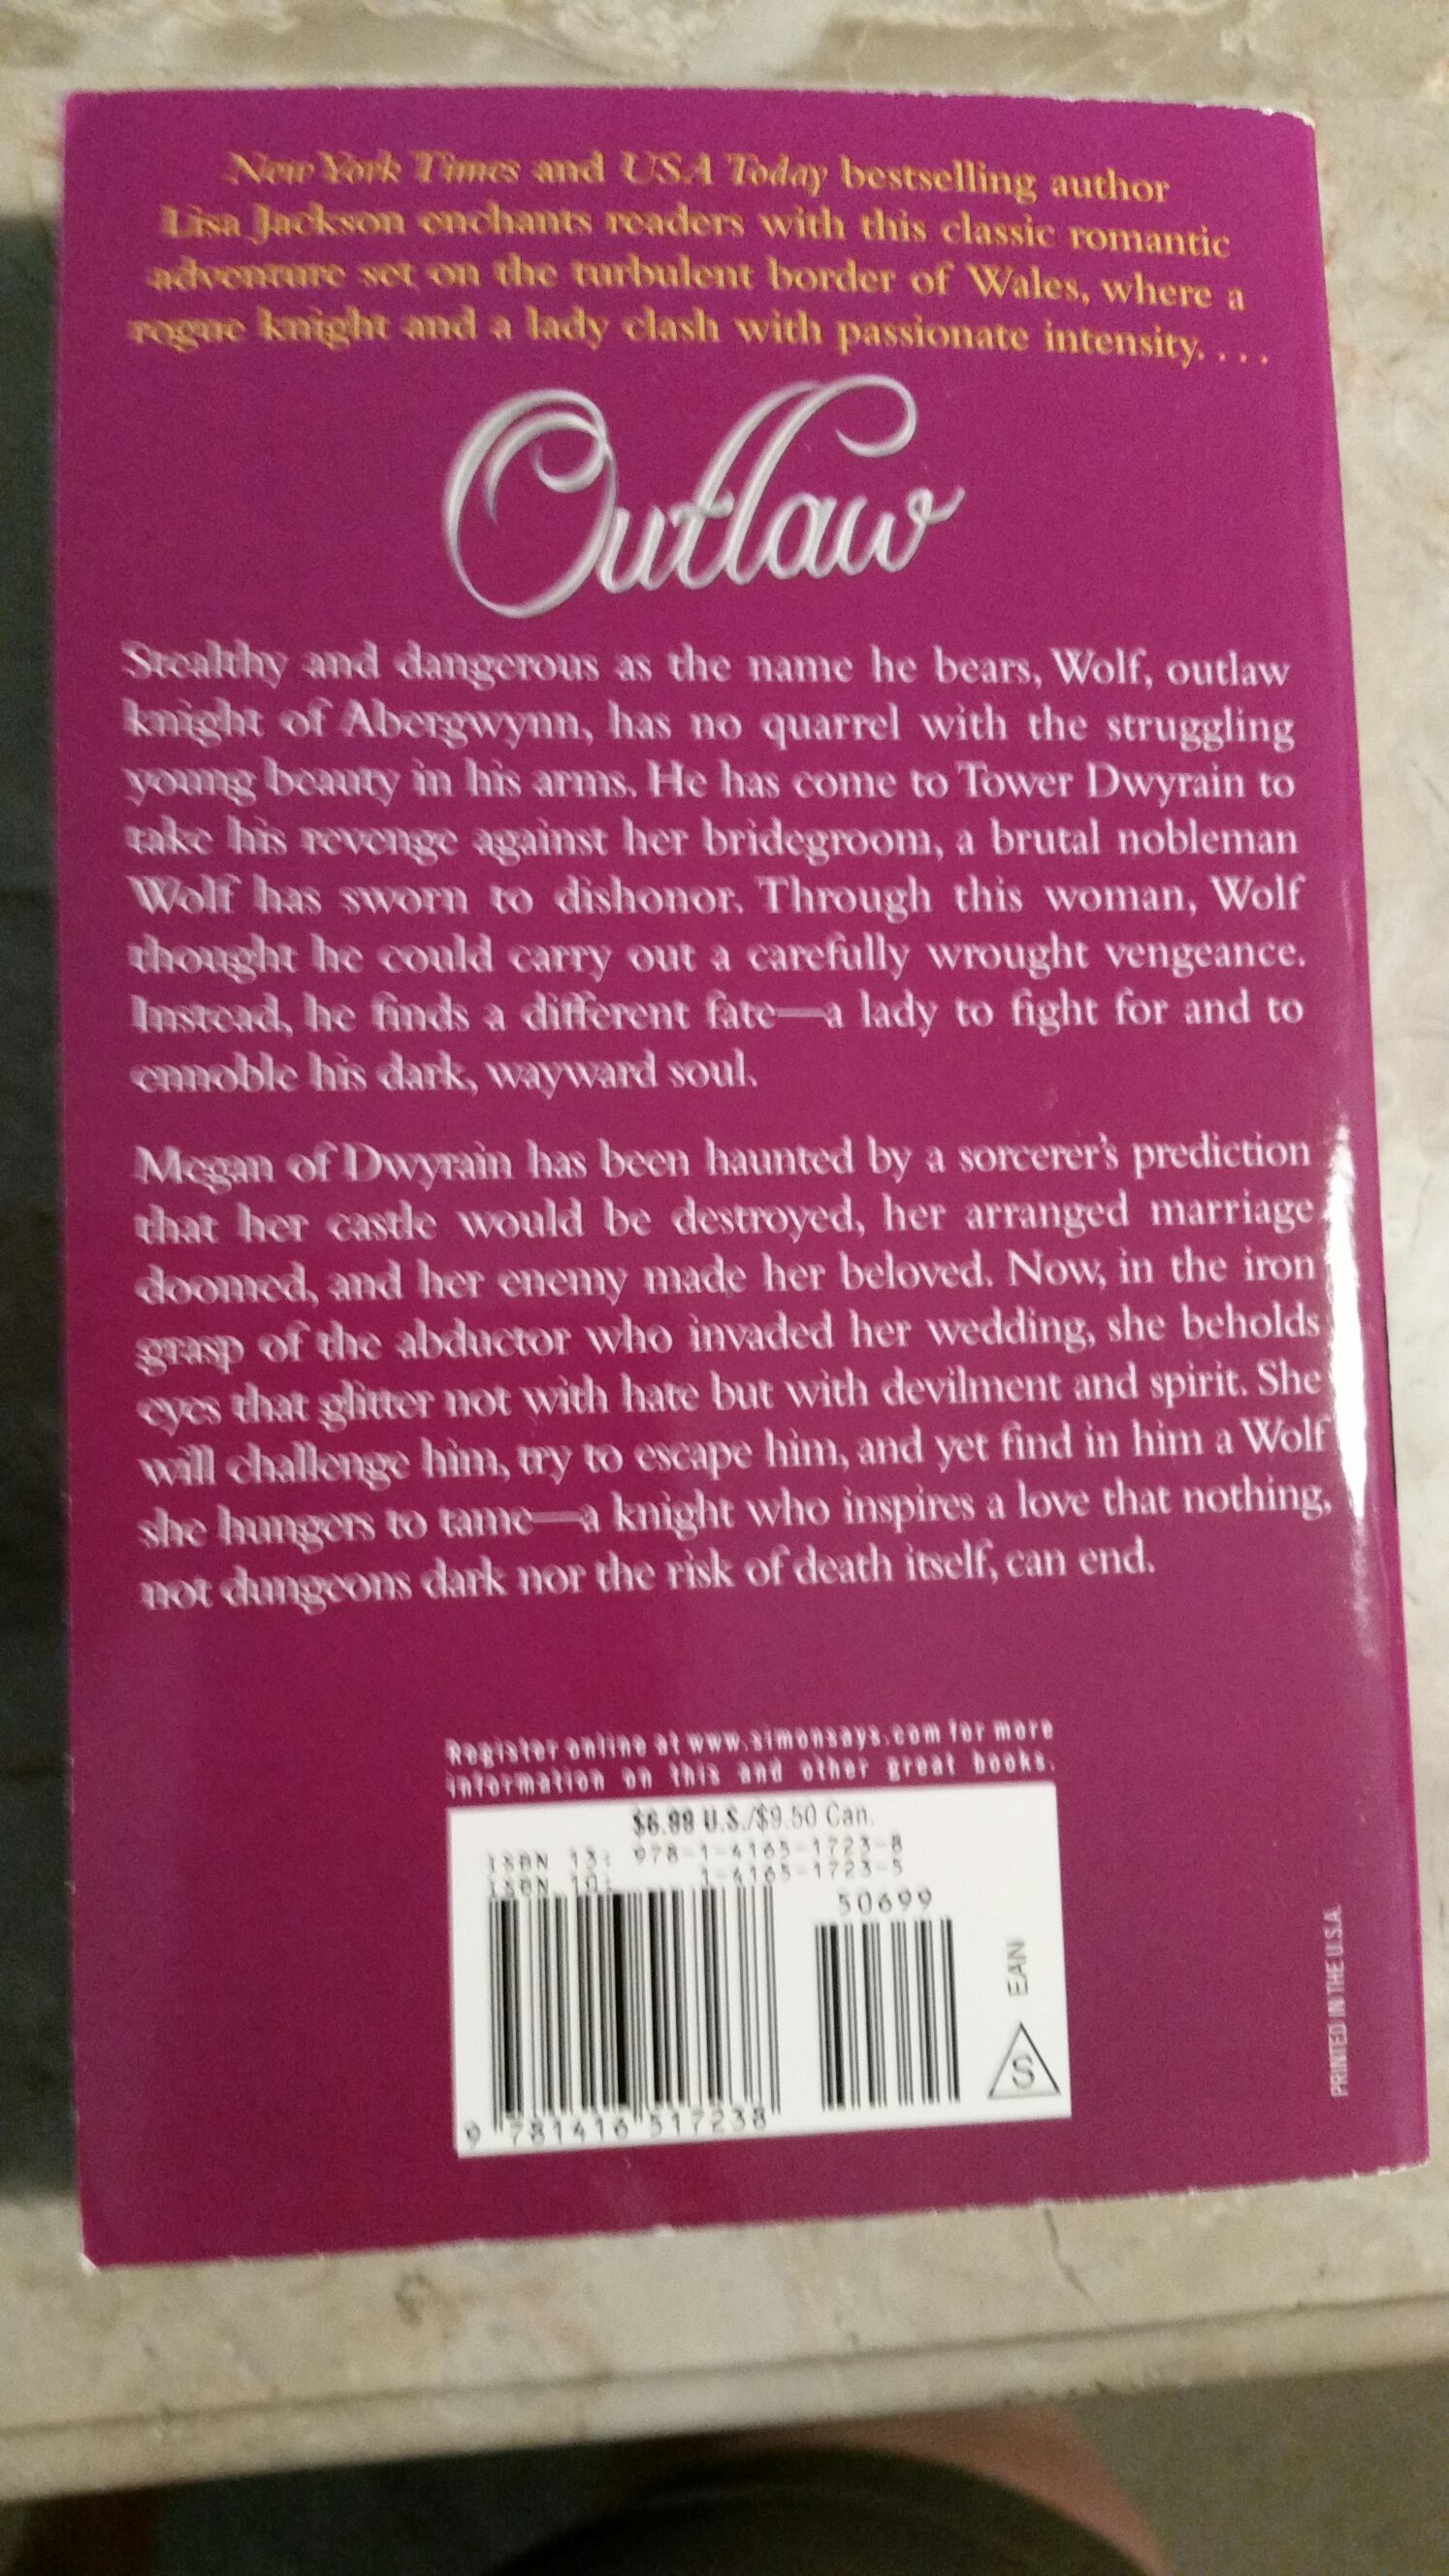 New York Times and USA Today bestselling author
Lisa Jackson enchants readers with this classic romantic
adventure set on the turbulent border of Wales, where a
rogue knight and a lady clash with passionate intensity. . . .
Outlaw
Stealthy and dangerous as the name he bears, Wolf, outlaw
knight of Abergwynn, has no quarrel with the struggling
young beauty in his arms. He has come to Tower Dwyrain to
take his revenge against her bridegroom, a brutal nobleman
Wolf has sworn to dishonor. Through this woman, Wolf
thought he could carry out a carefully wrought vengeance.
Instead, he finds a different fate—a lady to fight for and to
ennoble his dark, wayward soul.
Megan of Dwyrain has been haunted by a sorcerer's prediction
that her castle would be destroyed, her arranged marriage
doomed, and her enemy made her beloved. Now, in the iron
grasp of the abductor who invaded her wedding, she beholds
eyes that glitter not with hate but with devilment and spirit. She
will challenge him, try to escape him, and yet find in him a Wolf
she hungers to tame—a knight who inspires a love that nothing,
not dungeons dark nor the risk of death itself, can end.
Register online at www.simonsays.com for more
information on this and other great books.
$6.99 U.S./$9.50 Can.
ISBN 13: 978-1-4165-1723-8
ISBN 10: 1-4165-1723-5
50699
9 781416 517238
EAN
S
PRINTED IN THE U.S.A.